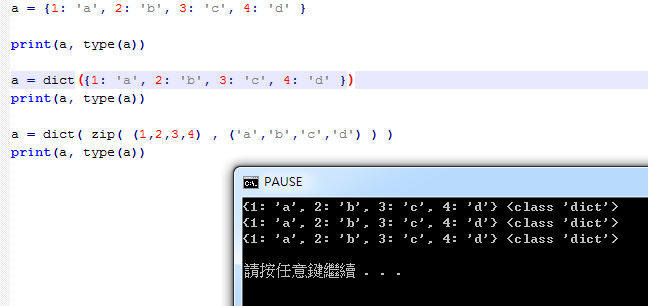 a = {1: 'a', 2: 'b', 3: 'c', 4: 'd' }
print(a, type(a))
a = dict({1: 'a', 2: 'b', 3: 'c', 4: 'd' })
print(a, type(a))
a = dict( zip( (1,2,3,4) , ('a','b','c','d') ) )
print(a, type(a))
C:\. PAUSE
{1: 'a', 2: 'b', 3: 'c', 4: 'd'} <class 'dict'>
{1: 'a', 2: 'b', 3: 'c', 4: 'd'} <class 'dict'>
{1: 'a', 2: 'b', 3: 'c', 4: 'd'} <class 'dict'>
請按任意鍵繼續 . . .